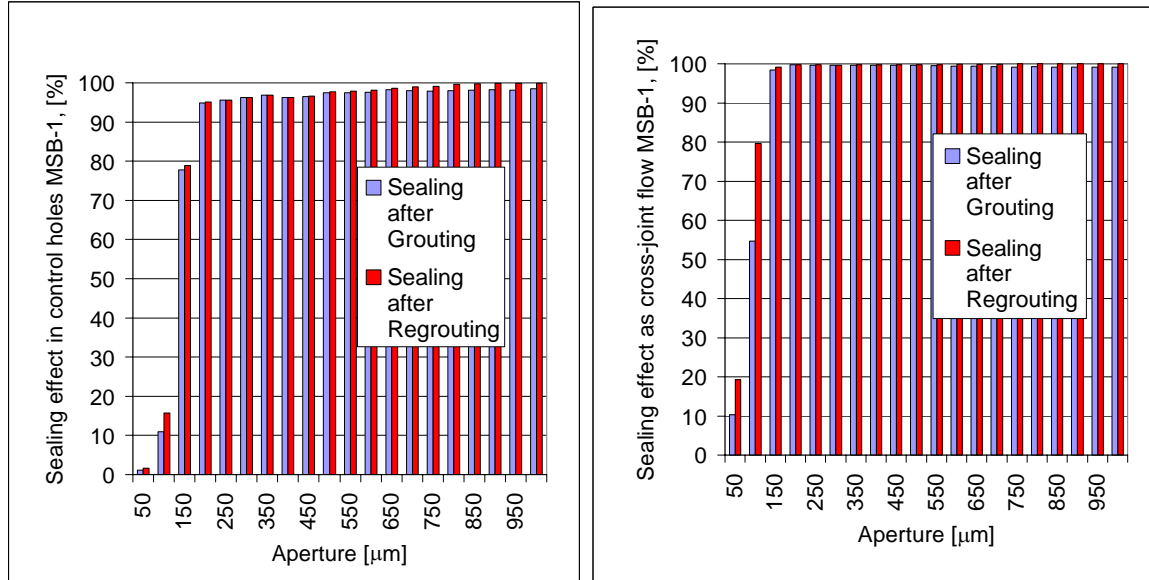 Sealing effect in control holes MSB-1, [%]
100
90
80
70
60
50
40
30
20
10
0
50
150
250
350
450
550
650
750
850
950
Aperture [μm]
Sealing
after
Grouting
Sealing
after
Regrouting
Sealing effect as cross-joint flow MSB-1, [%]
100
90
80
70
60
50
40
30
20
10
0
50
150
250
350
450
550
650
750
850
950
Aperture [μm]
Sealing
after
Grouting
Sealing
after
Regrouting